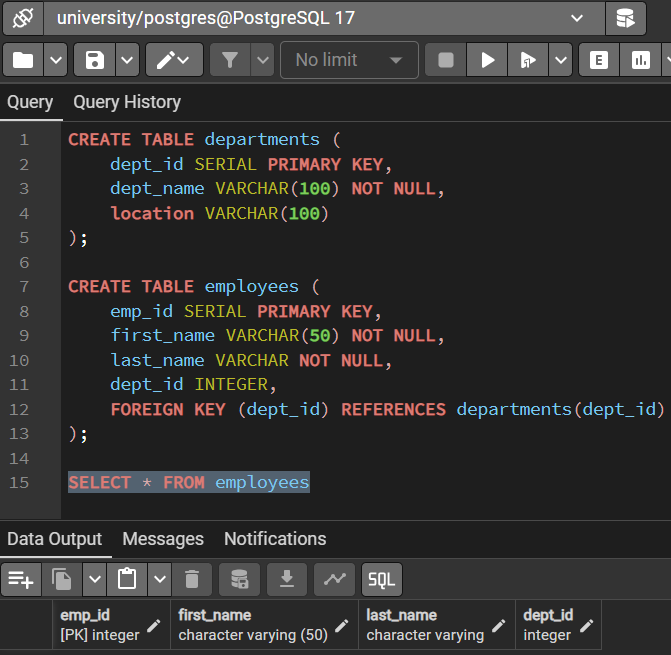 university/postgres@PostgreSQL 17
No limit
E
Query Query History
1 CREATE TABLE departments (
2 dept_id SERIAL PRIMARY KEY,
3 dept_name VARCHAR(100) NOT NULL,
4 location VARCHAR(100)
5 );
6
7 CREATE TABLE employees (
8 emp_id SERIAL PRIMARY KEY,
9 first_name VARCHAR(50) NOT NULL,
10 last_name VARCHAR NOT NULL,
11 dept_id INTEGER,
12 FOREIGN KEY (dept_id) REFERENCES departments(dept_id)
13 );
14
15 SELECT * FROM employees
Data Output Messages Notifications
SQL
emp_id first_name last_name dept_id
[PK] integer character varying (50) character varying integer